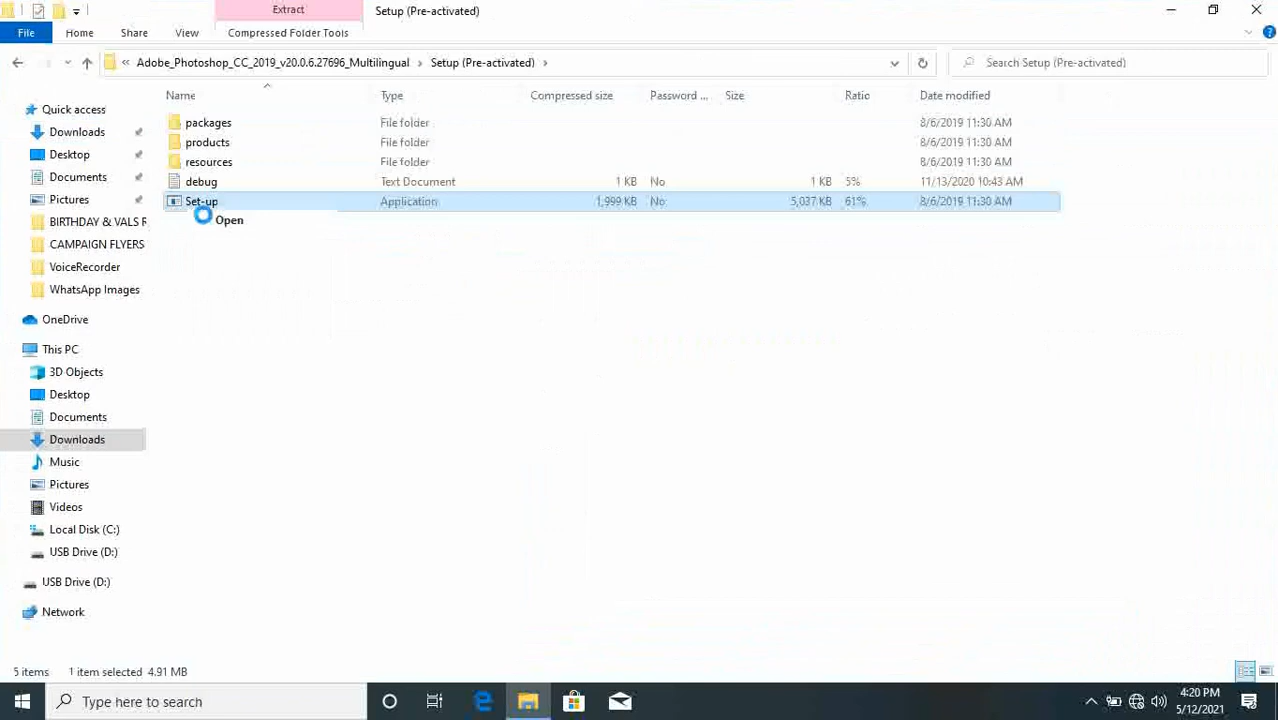 Extract
Setup (Pre-activated)
File Home Share View Compressed Folder Tools
« Adobe_Photoshop_CC_2019_v20.0.6.27696_Multilingual › Setup (Pre-activated) ›
Search Setup (Pre-activated)
Name Type Compressed size Password ... Size Ratio Date modified
packages File folder 8/6/2019 11:30 AM
products File folder 8/6/2019 11:30 AM
resources File folder 8/6/2019 11:30 AM
debug Text Document 1 KB No 1 KB 5% 11/13/2020 10:43 AM
Set-up Application 1,999 KB No 5,037 KB 61% 8/6/2019 11:30 AM
Open
Quick access
Downloads
Desktop
Documents
Pictures
BIRTHDAY & VALS R
CAMPAIGN FLYERS
VoiceRecorder
WhatsApp Images
OneDrive
This PC
3D Objects
Desktop
Documents
Downloads
Music
Pictures
Videos
Local Disk (C:)
USB Drive (D:)
USB Drive (D:)
Network
5 items 1 item selected 4.91 MB
Type here to search
4:20 PM
5/12/2021